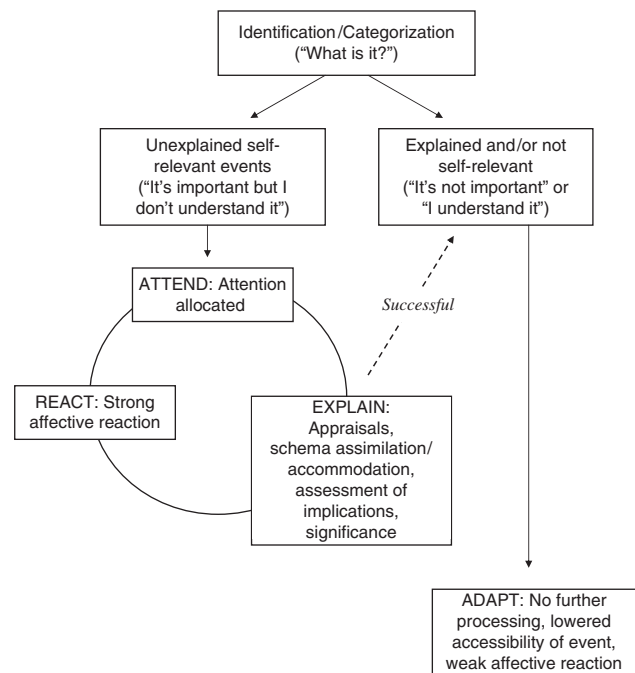 Identification/Categorization
(“What is it?”)
Unexplained self-
relevant events
(“It’s important but I
don’t understand it”)
Explained and/or not
self-relevant
(“It’s not important” or
“I understand it”)
ATTEND: Attention
allocated
Successful
REACT: Strong
affective reaction
EXPLAIN:
Appraisals,
schema assimilation/
accommodation,
assessment of
implications,
significance
ADAPT: No further
processing, lowered
accessibility of event,
weak affective reaction